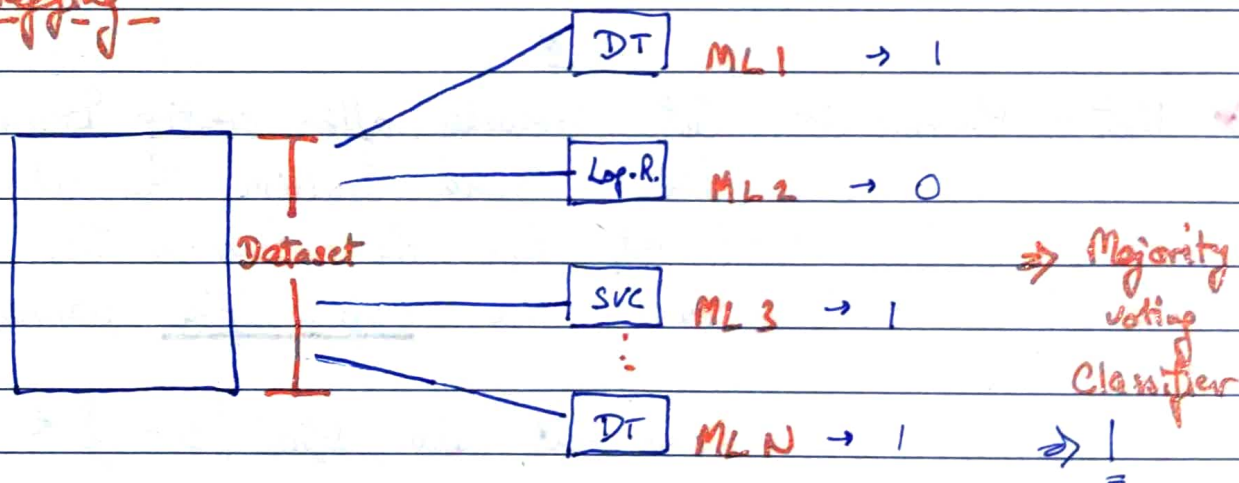 DT ML1 → 1
Log.R. ML2 → 0
Dataset ⇒ Majority
SVC ML3 → 1 voting
⋮ Classifier
DT MLN → 1 ⇒ 1